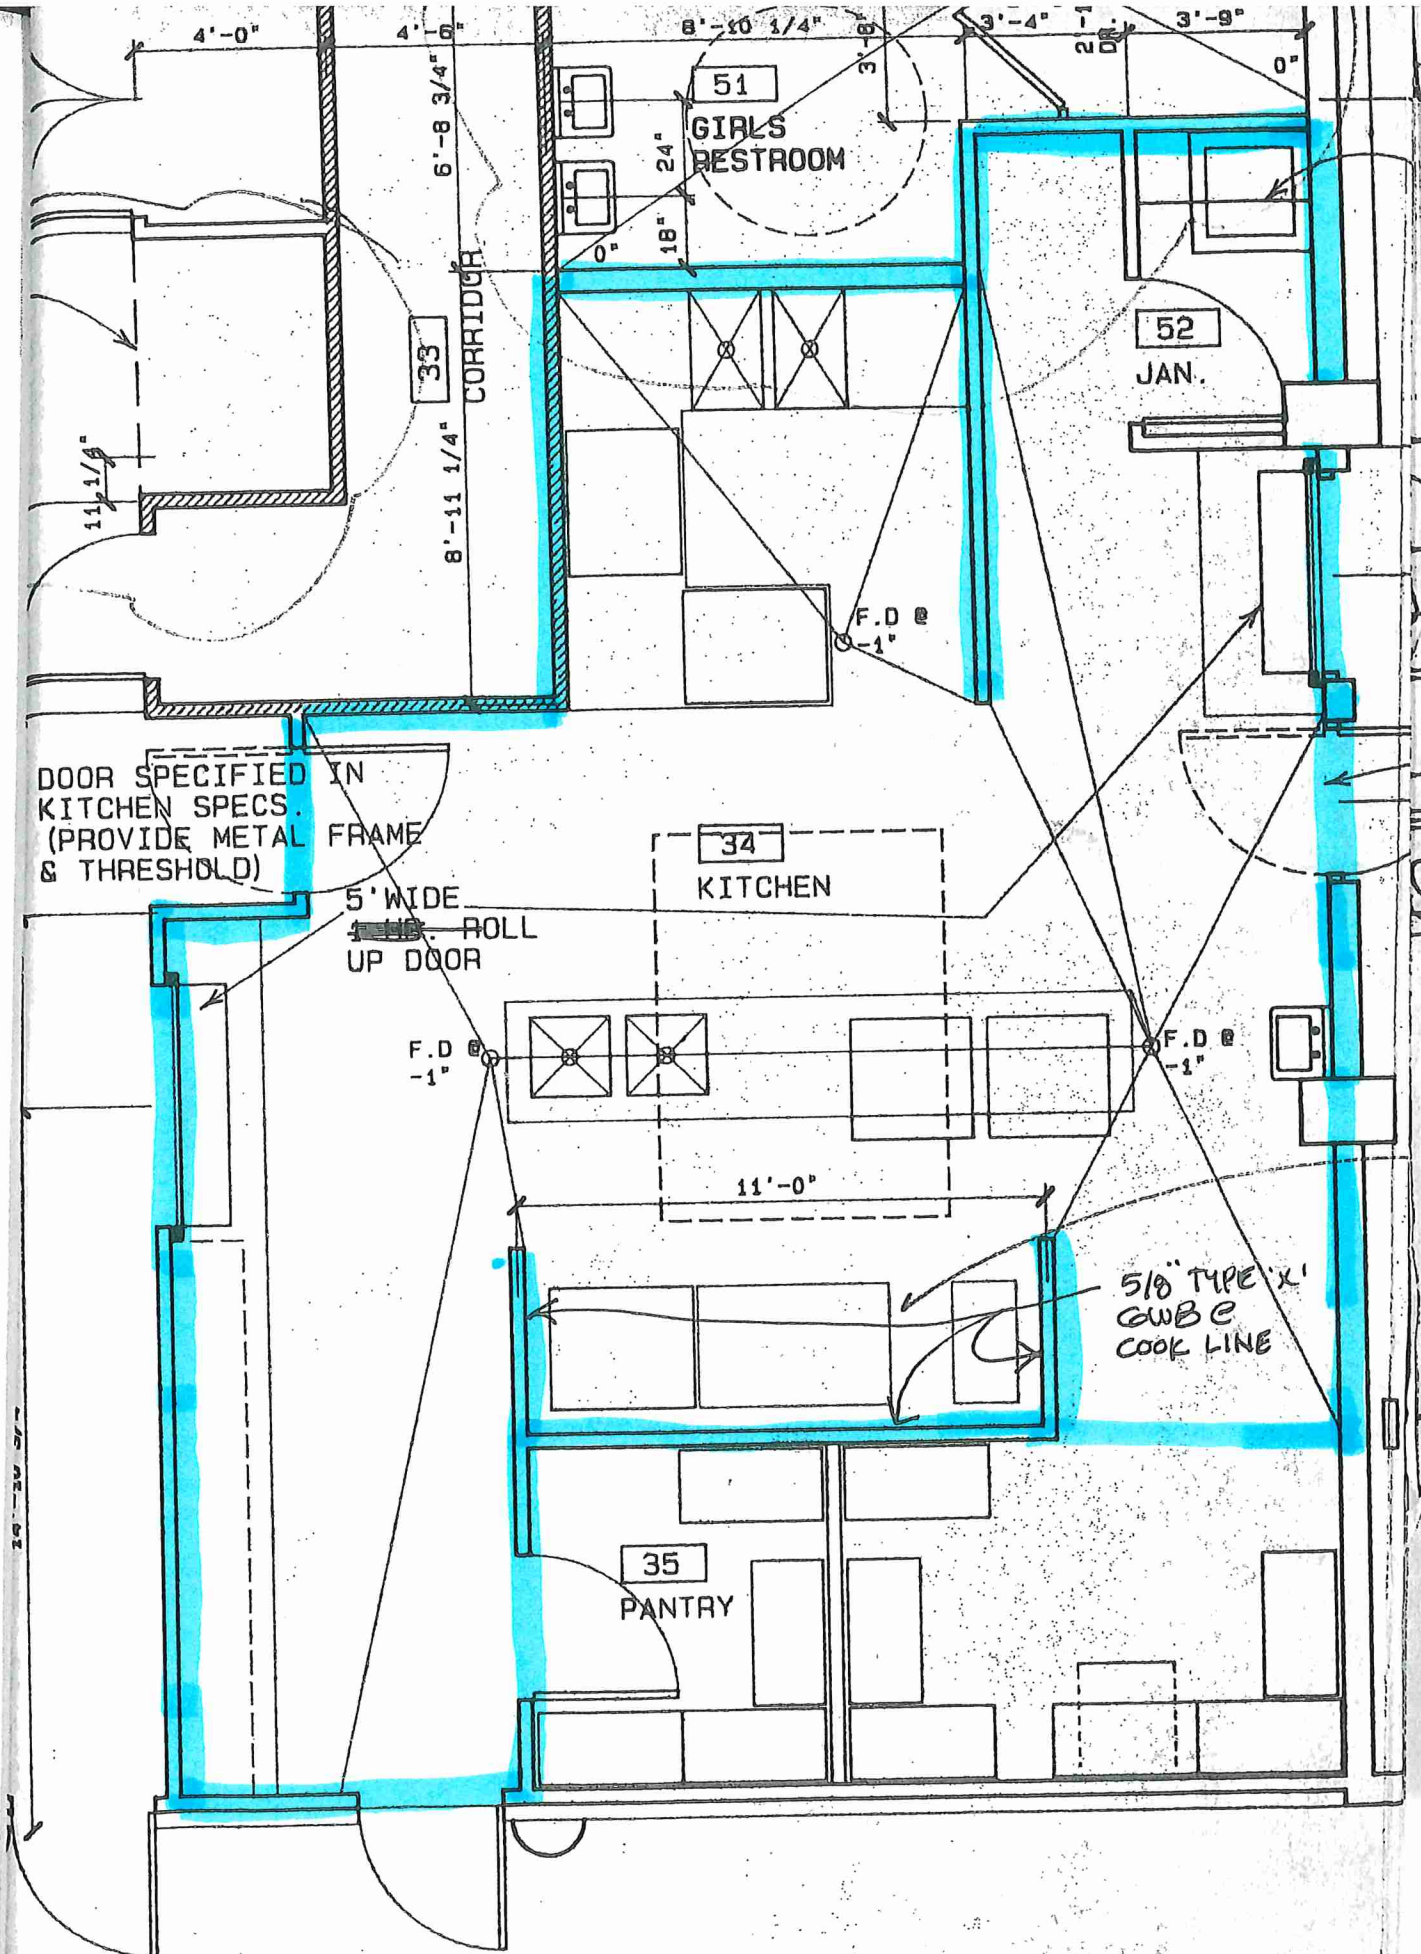 4'-0"
4'-6"
8'-10 1/4"
3'-4"
3'-9"
6'-8 3/4"
3'-8"
0"
51
GIRLS
RESTROOM
24"
18"
0"
33
CORRIDOR
52
JAN.
11 1/4"
8'-11 1/4"
F.D @
-1"
DOOR SPECIFIED IN
KITCHEN SPECS.
(PROVIDE METAL FRAME
& THRESHOLD)
34
KITCHEN
5'WIDE
ROLL
UP DOOR
F.D @
-1"
F.D @
-1"
11'-0"
5/8" TYPE 'X'
GWB @
COOK LINE
35
PANTRY